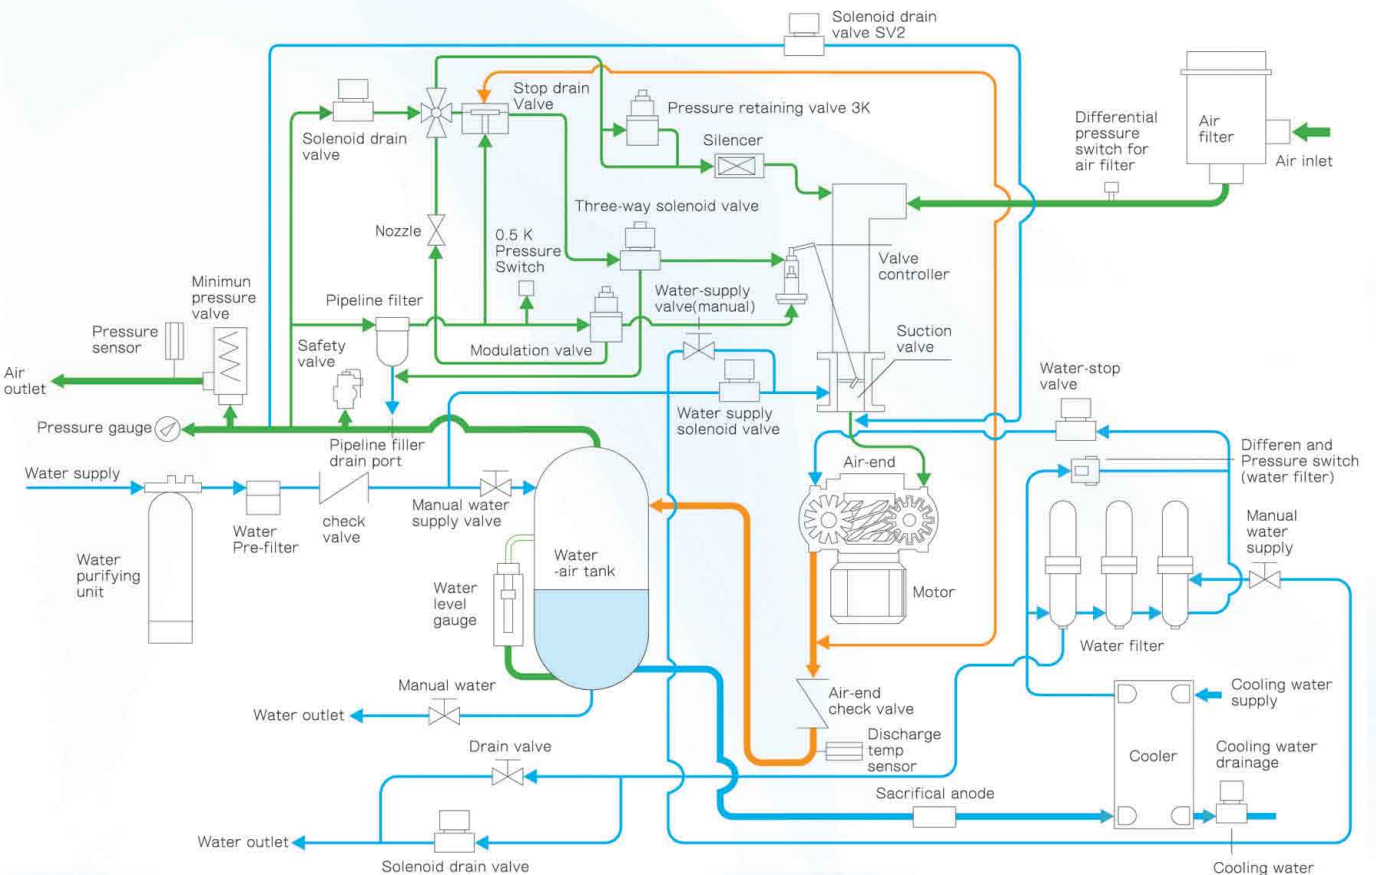 Solenoid drain
valve SV2
Stop drain
Valve
Pressure retaining valve 3K
Solenoid drain
valve
Silencer
Differential
pressure
switch for
air filter
Air
filter
Air inlet
Three-way solenoid valve
Nozzle
0.5 K
Pressure
Switch
Valve
controller
Minimun
pressure
valve
Pipeline filter
Water-supply
valve(manual)
Pressure
sensor
Safety
valve
Modulation valve
Suction
valve
Air
outlet
Water-stop
valve
Pressure gauge
Water supply
solenoid valve
Pipeline filler
drain port
Differen and
Pressure switch
(water filter)
Water supply
Air-end
Manual water
supply valve
check
valve
Water
Pre-filter
Manual
water
supply
Water
purifying
unit
Water
-air tank
Water
level
gauge
Motor
Water filter
Manual water
Water outlet
Air-end
check valve
Cooling water
supply
Discharge
temp
sensor
Drain valve
Cooler
Cooling water
drainage
Sacrifical anode
Water outlet
Solenoid drain valve
Cooling water